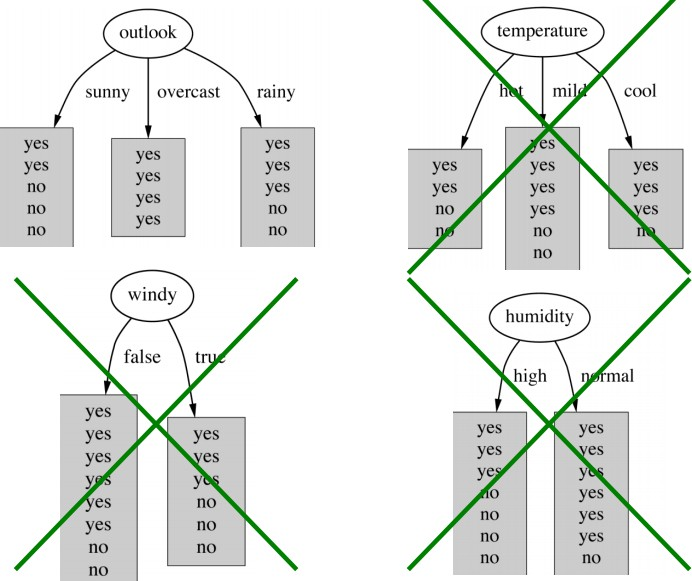 outlook
sunny
overcast
rainy
yes
yes
no
no
no
yes
yes
yes
yes
yes
yes
yes
no
no
temperature
hot
mild
cool
yes
yes
no
no
yes
yes
yes
yes
no
no
yes
yes
yes
no
windy
false
true
yes
yes
yes
yes
yes
yes
no
no
yes
yes
yes
no
no
no
humidity
high
normal
yes
yes
yes
no
no
no
no
yes
yes
yes
yes
yes
yes
no